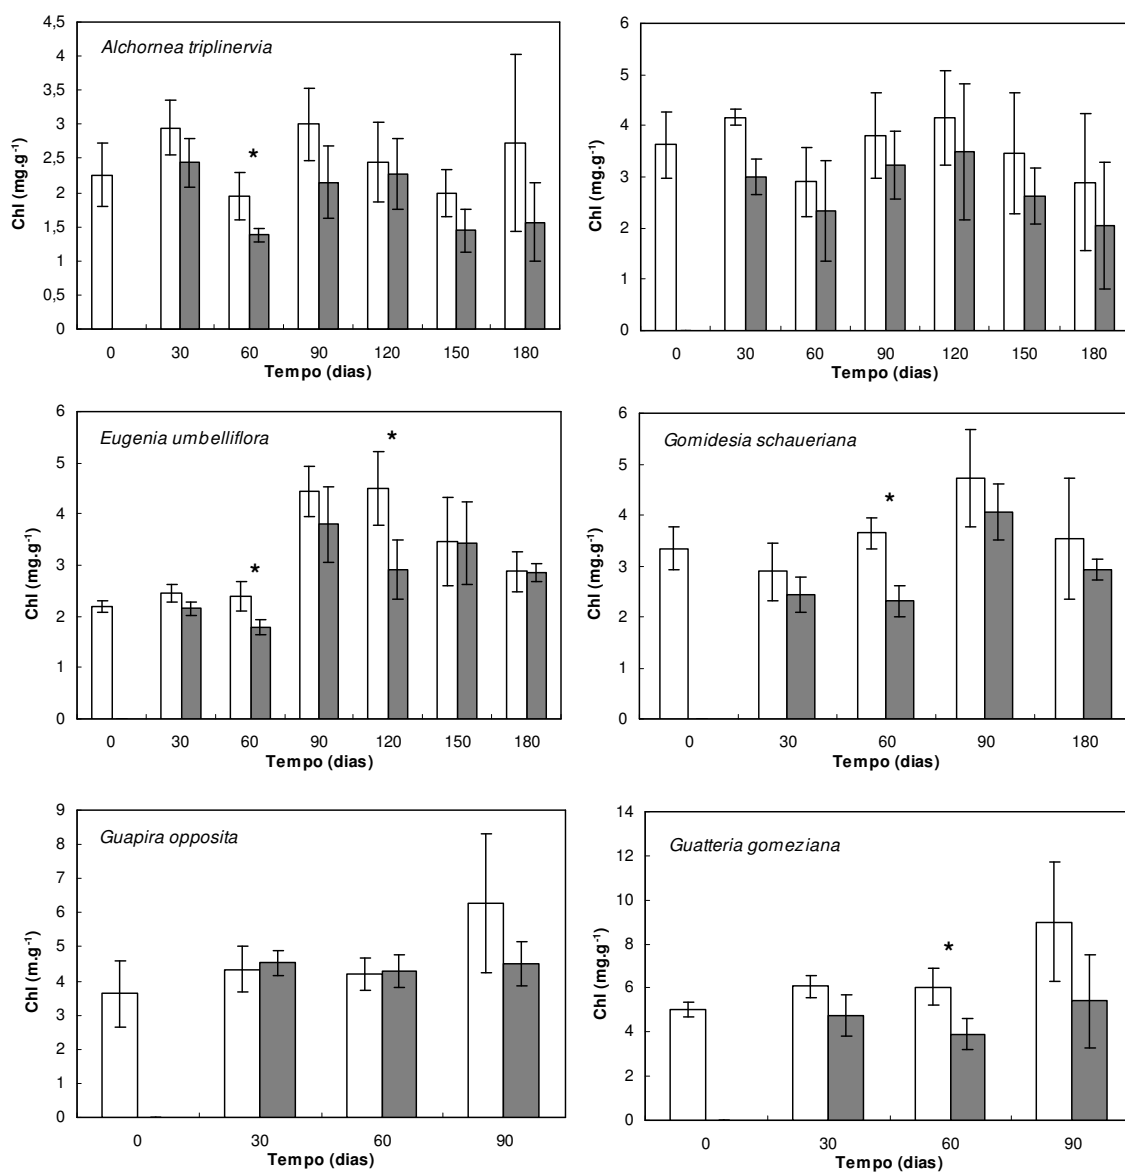 4,5
4
3,5
3
2,5
2
1,5
1
0,5
0
Chl (mg.g-1)
Alchornea triplinervia
*
0 30 60 90 120 150 180
Tempo (dias)
6
5
4
3
2
1
0
Chl (mg.g-1)
0 30 60 90 120 150 180
Tempo (dias)
6
5
4
3
2
1
0
Chl (mg.g-1)
Eugenia umbelliflora
*
*
0 30 60 90 120 150 180
Tempo (dias)
6
5
4
3
2
1
0
Chl (mg.g-1)
Gomidesia schaueriana
*
0 30 60 90 180
Tempo (dias)
9
8
7
6
5
4
3
2
1
0
Chl (m.g-1)
Guapira opposita
0 30 60 90
Tempo (dias)
14
12
10
8
6
4
2
0
Chl (mg.g-1)
Guatteria gomeziana
*
0 30 60 90
Tempo (dias)